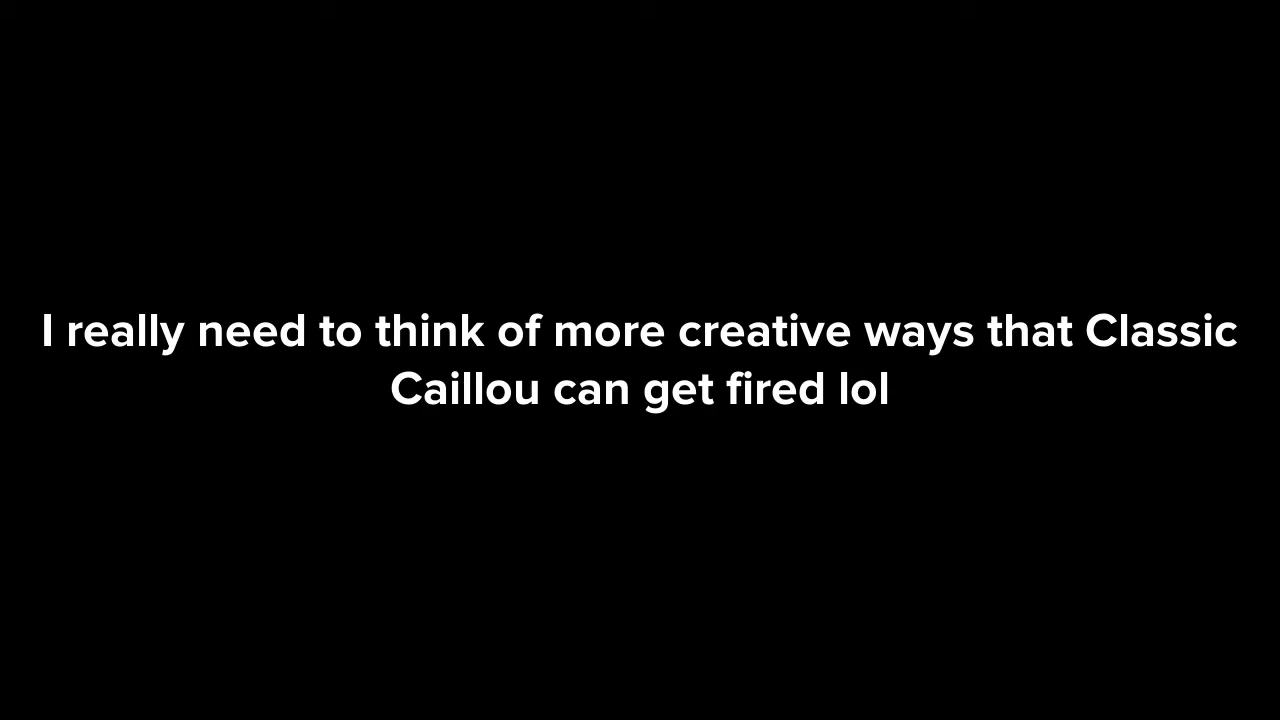 I really need to think of more creative ways that Classic
Caillou can get fired lol